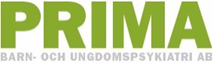 PRIMA
BARN- OCH UNGDOMSPSYKIATRI AB